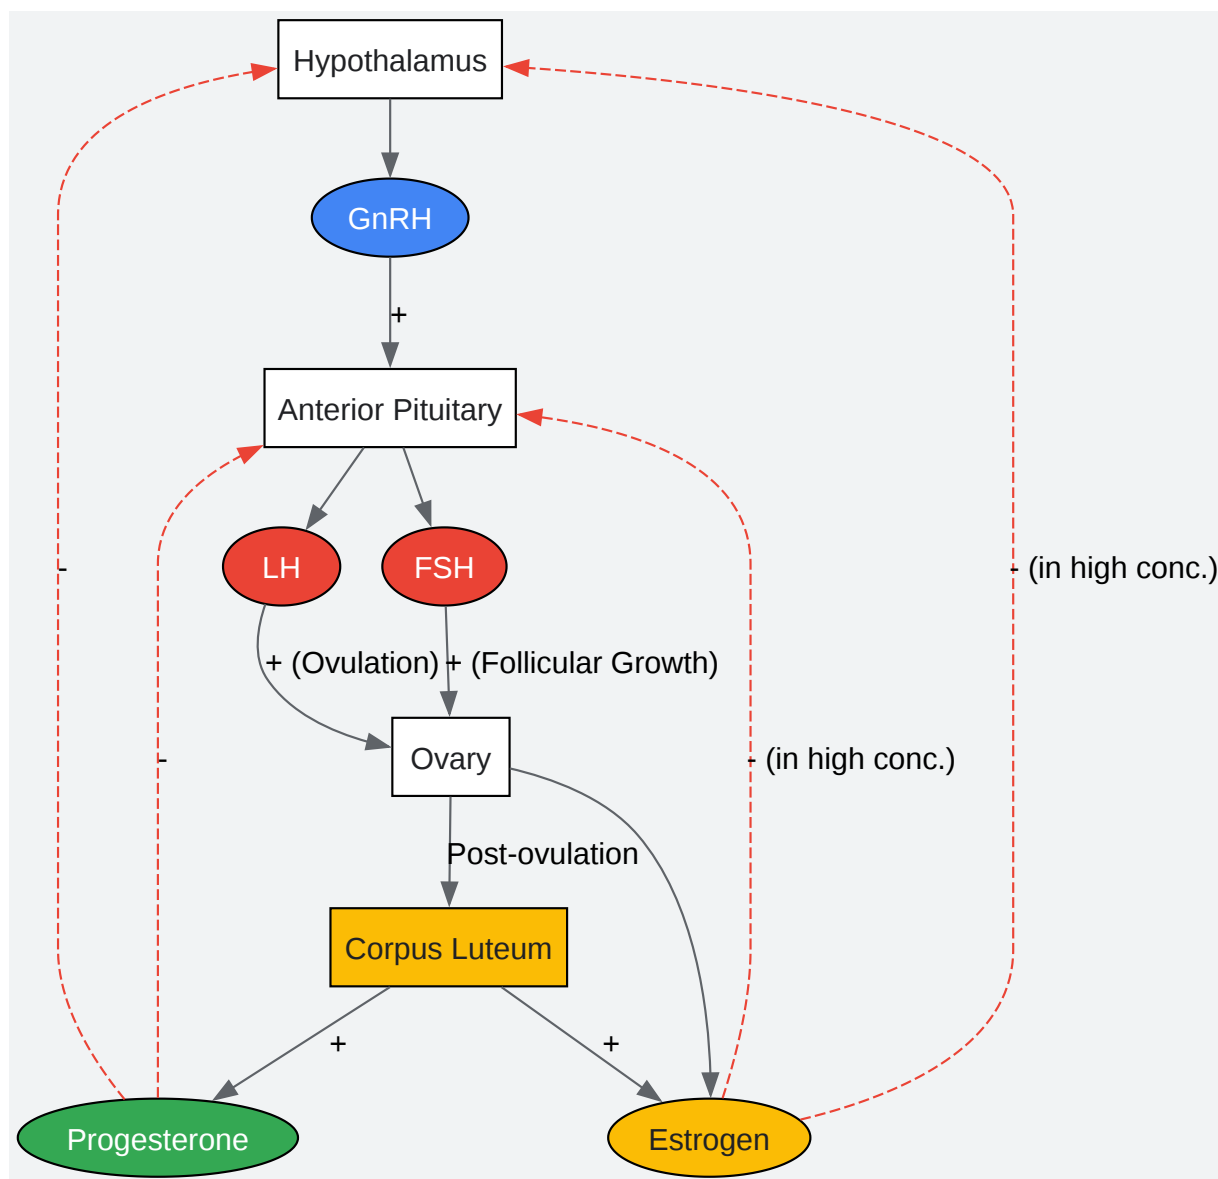 Hypothalamus
GnRH
+
Anterior Pituitary
LH
FSH
-
- (in high conc.)
+ (Ovulation)
+ (Follicular Growth)
Ovary
-
- (in high conc.)
Post-ovulation
Corpus Luteum
+
+
Progesterone
Estrogen